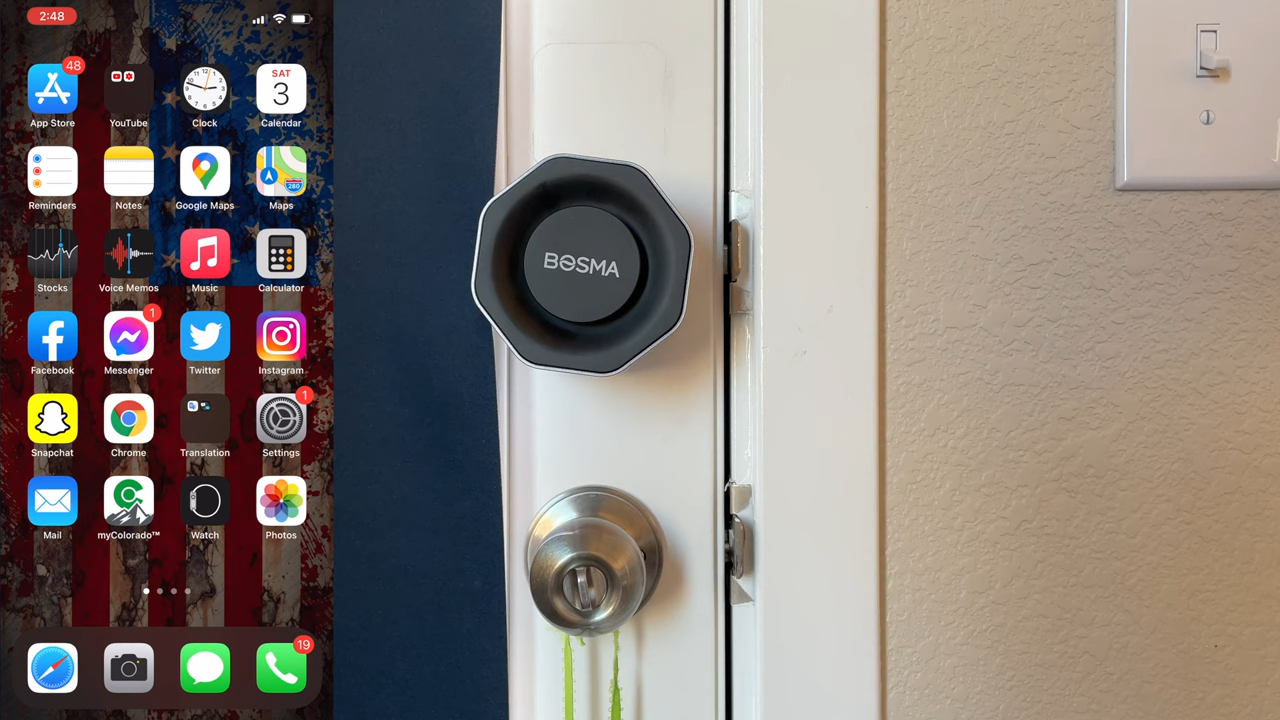 2:48
48
App Store
YouTube
Clock
SAT
3
Calendar
Reminders
Notes
Google Maps
280
Maps
Stocks
Voice Memos
Music
Calculator
Facebook
1
Messenger
Twitter
Instagram
Snapchat
Chrome
Translation
1
Settings
Mail
myColorado™
Watch
Photos
19
BOSMA